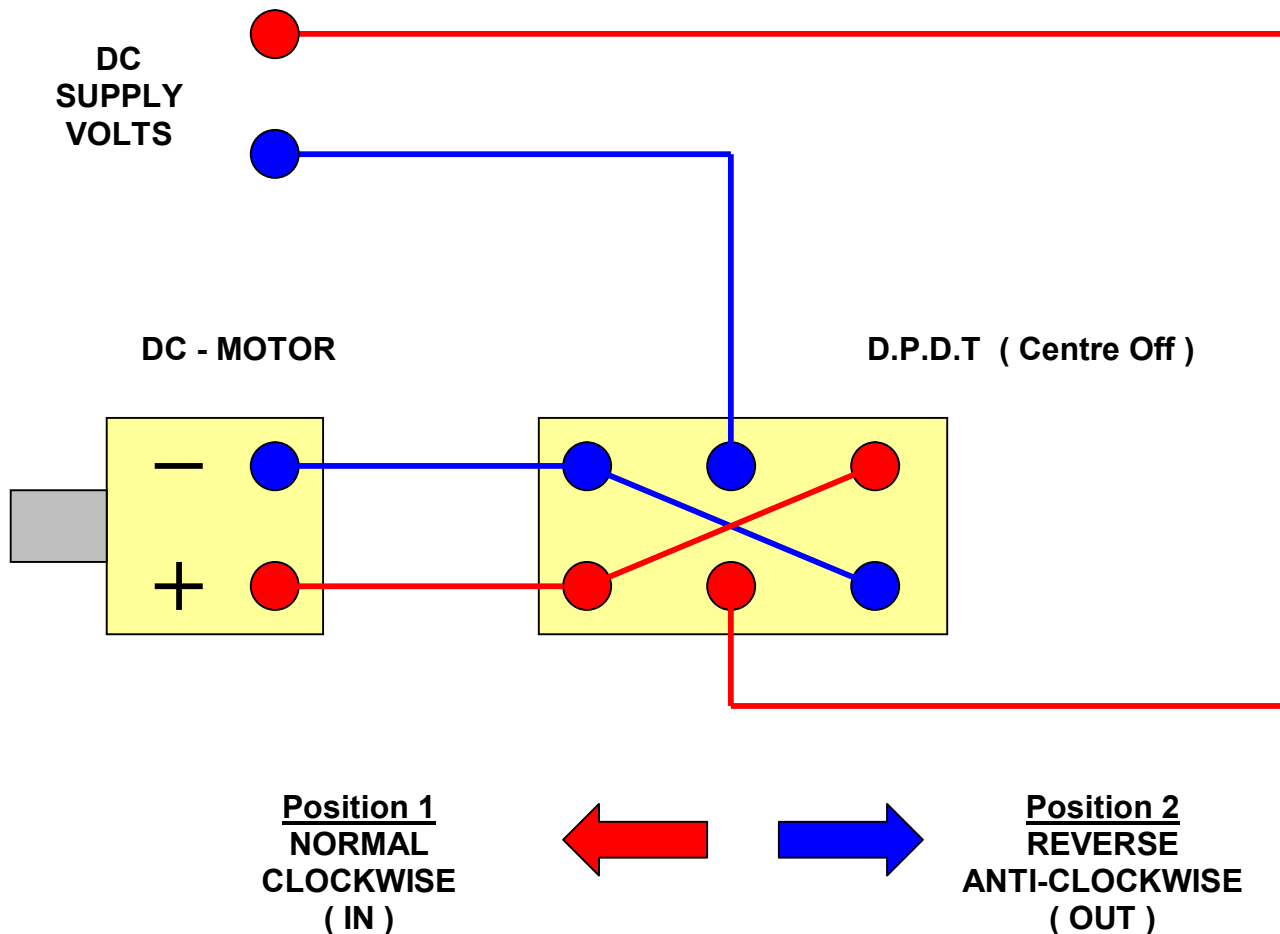 DC
SUPPLY
VOLTS
DC - MOTOR
D.P.D.T ( Centre Off )
−
+
Position 1
NORMAL
CLOCKWISE
( IN )
Position 2
REVERSE
ANTI-CLOCKWISE
( OUT )